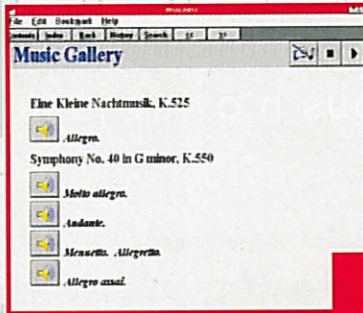 File Edit Bookmark Help
Contents Index Back History Search << >>
Music Gallery
Eine Kleine Nachtmusik, K.525
Allegro.
Symphony No. 40 in G minor, K.550
Molto allegro.
Andante.
Menuetto. Allegretto.
Allegro assai.